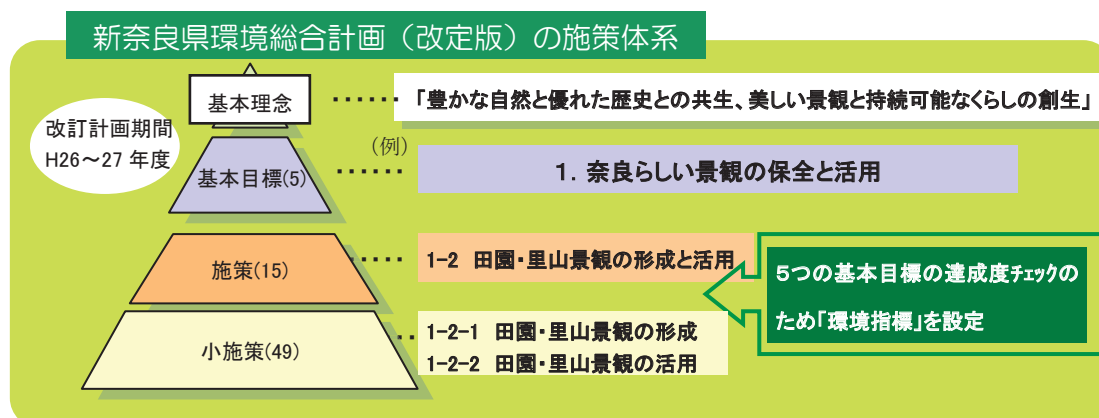 新奈良県環境総合計画（改定版）の施策体系
基本理念
‥‥‥「豊かな自然と優れた歴史との共生、美しい景観と持続可能なくらしの創生」
改訂計画期間
H26～27 年度
(例)
基本目標(5)
‥‥‥
1. 奈良らしい景観の保全と活用
施策(15)
‥‥‥
1-2 田園・里山景観の形成と活用
5つの基本目標の達成度チェックの
ため「環境指標」を設定
小施策(49)
‥‥
1-2-1 田園・里山景観の形成
1-2-2 田園・里山景観の活用